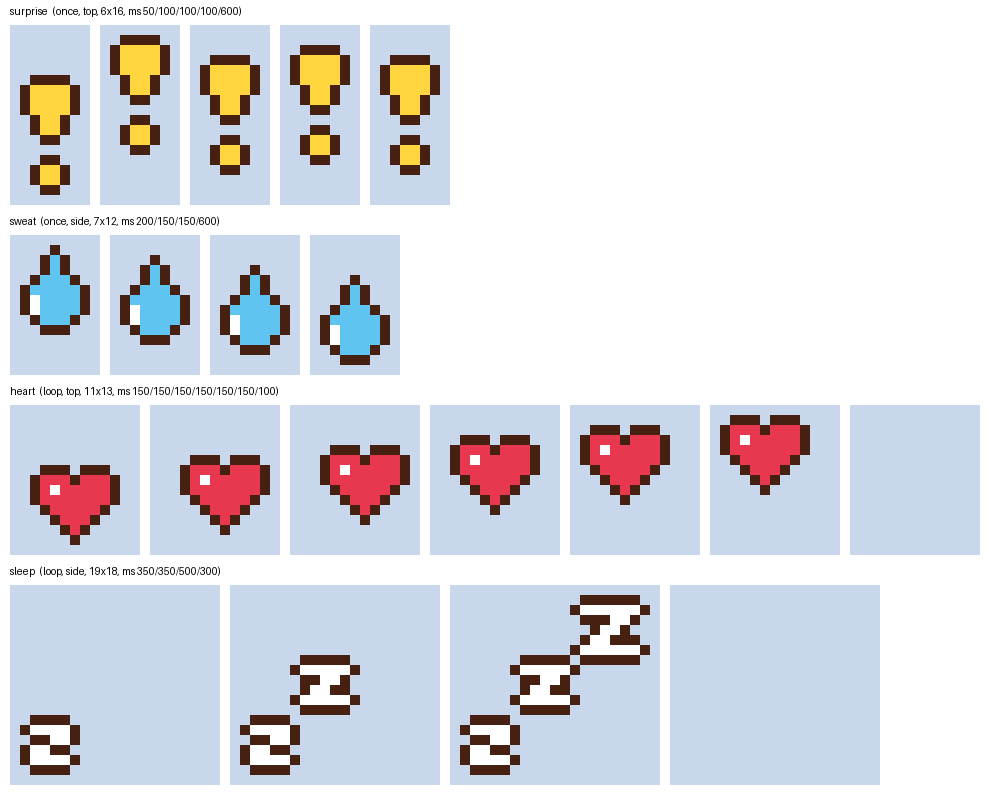 surprise (once, top, 6x16, ms 50/100/100/100/600)
sweat (once, side, 7x12, ms 200/150/150/600)
heart (loop, top, 11x13, ms 150/150/150/150/150/150/100)
sleep (loop, side, 19x18, ms 350/350/500/300)
z
z
z
z
z
z